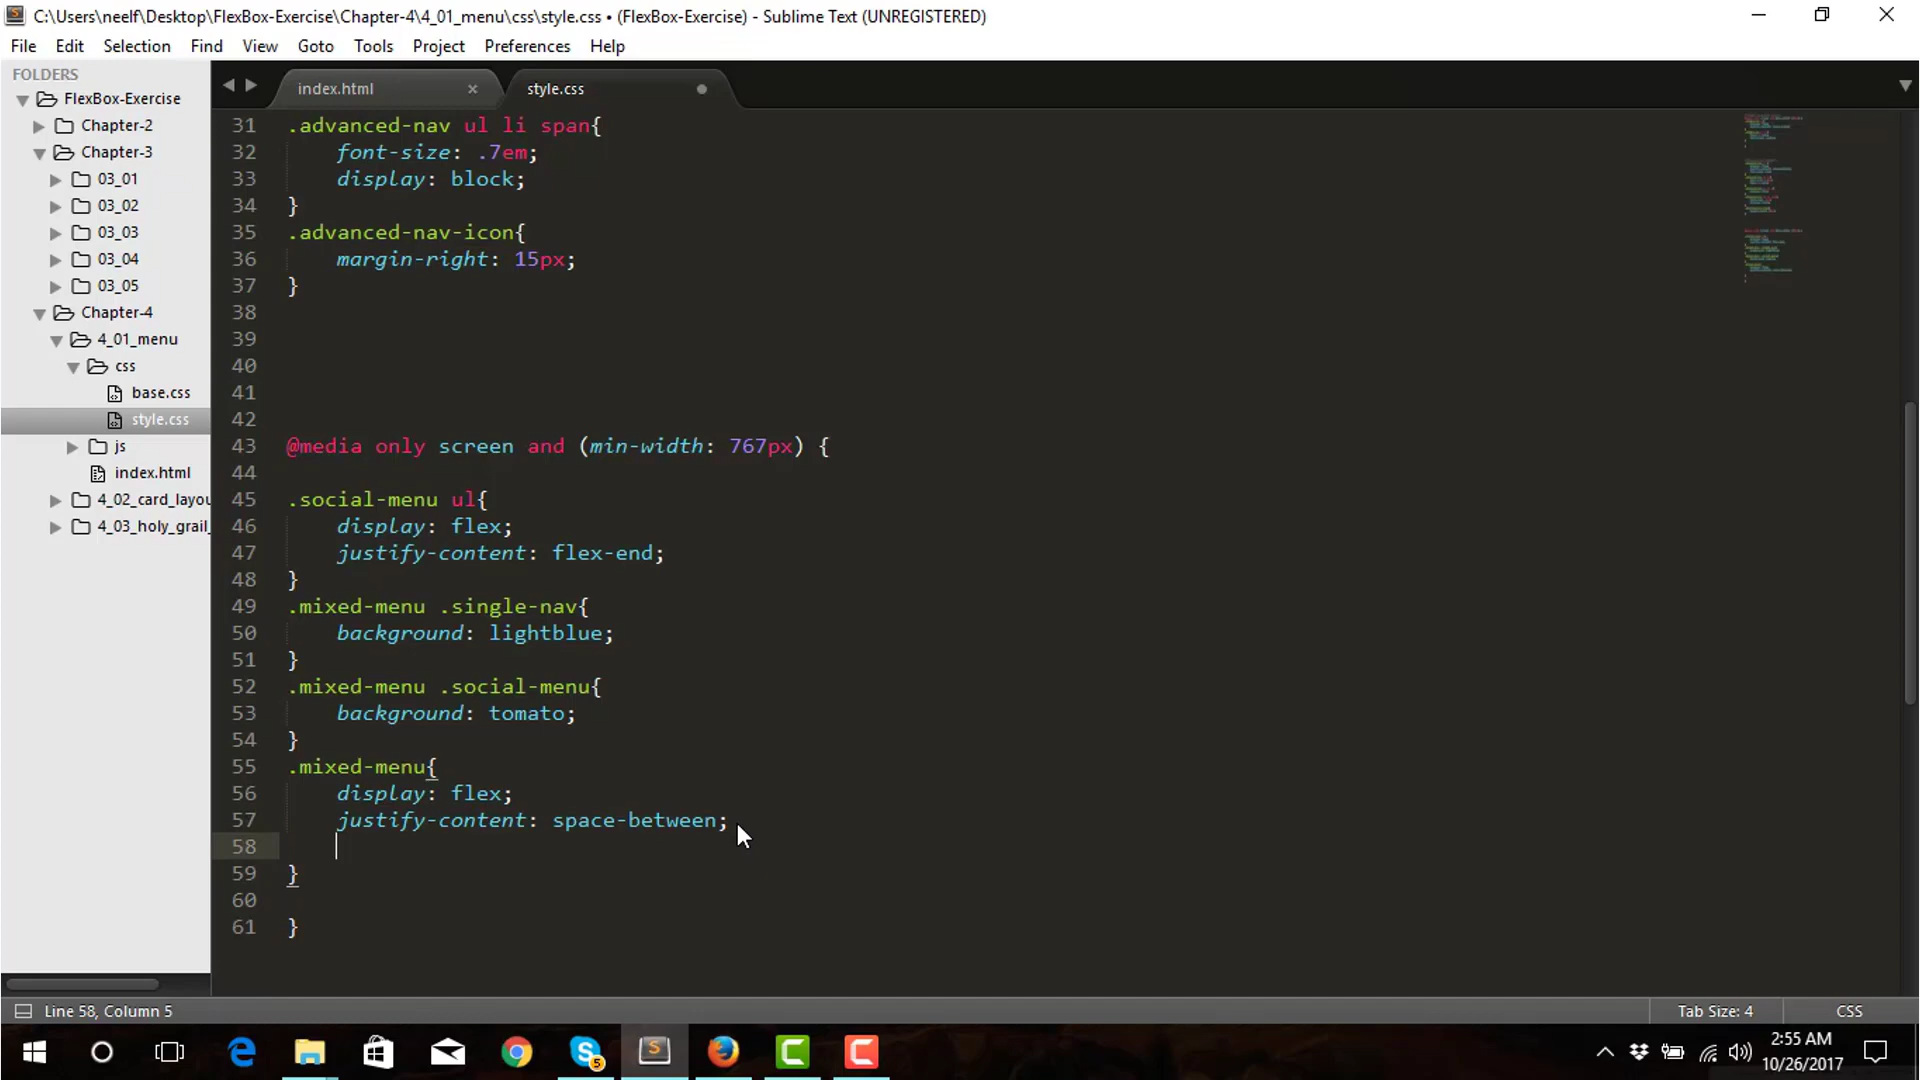 C:\Users\neelf\Desktop\FlexBox-Exercise\Chapter-4\4_01_menu\css\style.css • (FlexBox-Exercise) - Sublime Text (UNREGISTERED)
File Edit Selection Find View Goto Tools Project Preferences Help
FOLDERS
FlexBox-Exercise
Chapter-2
Chapter-3
03_01
03_02
03_03
03_04
03_05
Chapter-4
4_01_menu
css
base.css
style.css
js
index.html
4_02_card_layou
4_03_holy_grail_
index.html × style.css
31 .advanced-nav ul li span{
32 font-size: .7em;
33 display: block;
34 }
35 .advanced-nav-icon{
36 margin-right: 15px;
37 }
38
39
40
41
42
43 @media only screen and (min-width: 767px) {
44
45 .social-menu ul{
46 display: flex;
47 justify-content: flex-end;
48 }
49 .mixed-menu .single-nav{
50 background: lightblue;
51 }
52 .mixed-menu .social-menu{
53 background: tomato;
54 }
55 .mixed-menu{
56 display: flex;
57 justify-content: space-between;
58
59 }
60
61 }
Line 58, Column 5 Tab Size: 4 CSS
5
2:55 AM
10/26/2017